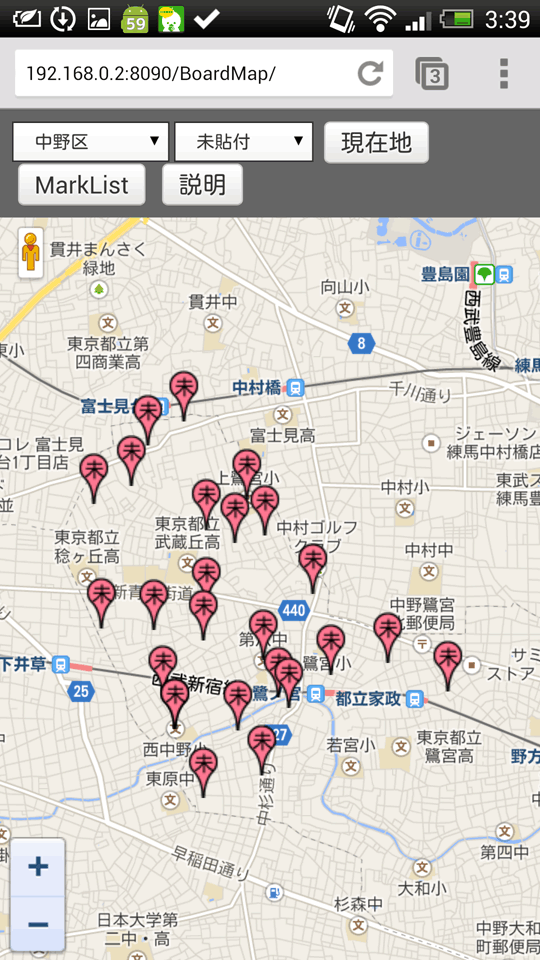 59
3:39
192.168.0.2:8090/BoardMap/
3
中野区
未貼付
現在地
MarkList
説明
貫井まんさく
緑地
豊島園
西武豊島線
向山小
貫井中
東京都立第
四商業高
8
練馬
中村橋
千川通り
富士見台
未
未
富士見高
ジェーソン
練馬中村橋店
コレ 富士見
台1丁目店
未
未
上鷺宮小
未
中村小
東武ス
練馬豊
未
未
未
東京都立
稔ヶ丘高
東京都立
武蔵丘高
中村ゴルフ
クラブ
中村中
未
未
新青
街道
未
未
未
440
中野鷺宮
北郵便局
未
未
未
第八中
鷺宮小
下井草
未
未
未
未
サミ
ストア
25
西武新宿線
未
未
鷺ノ宮
都立家政
未
27
若宮小
東京都立
鷺宮高
野方
西中野小
東原中
未
中杉通り
早稲田通り
第四中
大和小
杉森中
日本大学第
二中・高
中野大和
町郵便局
+
−